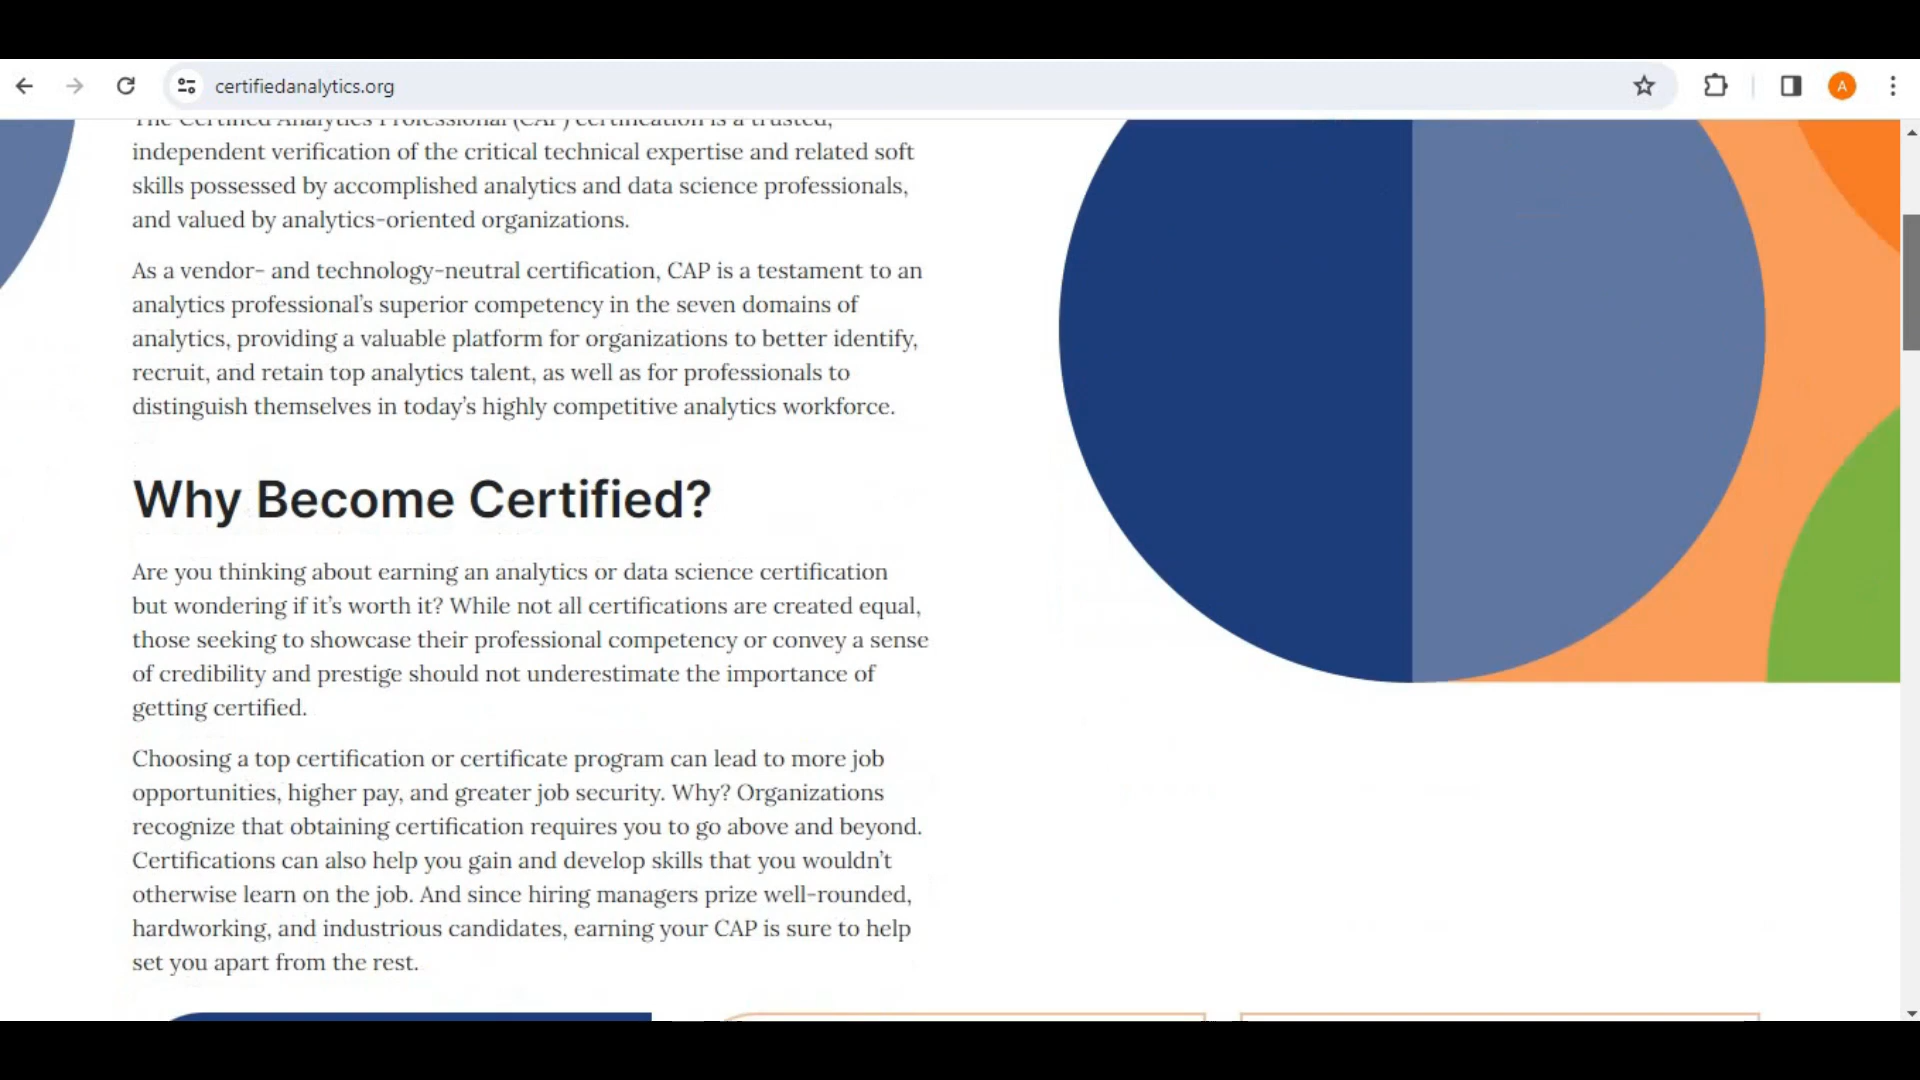 certifiedanalytics.org
A
The Certified Analytics Professional (CAP) certification is a trusted,
independent verification of the critical technical expertise and related soft
skills possessed by accomplished analytics and data science professionals,
and valued by analytics-oriented organizations.
As a vendor- and technology-neutral certification, CAP is a testament to an
analytics professional’s superior competency in the seven domains of
analytics, providing a valuable platform for organizations to better identify,
recruit, and retain top analytics talent, as well as for professionals to
distinguish themselves in today’s highly competitive analytics workforce.
Why Become Certified?
Are you thinking about earning an analytics or data science certification
but wondering if it’s worth it? While not all certifications are created equal,
those seeking to showcase their professional competency or convey a sense
of credibility and prestige should not underestimate the importance of
getting certified.
Choosing a top certification or certificate program can lead to more job
opportunities, higher pay, and greater job security. Why? Organizations
recognize that obtaining certification requires you to go above and beyond.
Certifications can also help you gain and develop skills that you wouldn’t
otherwise learn on the job. And since hiring managers prize well-rounded,
hardworking, and industrious candidates, earning your CAP is sure to help
set you apart from the rest.